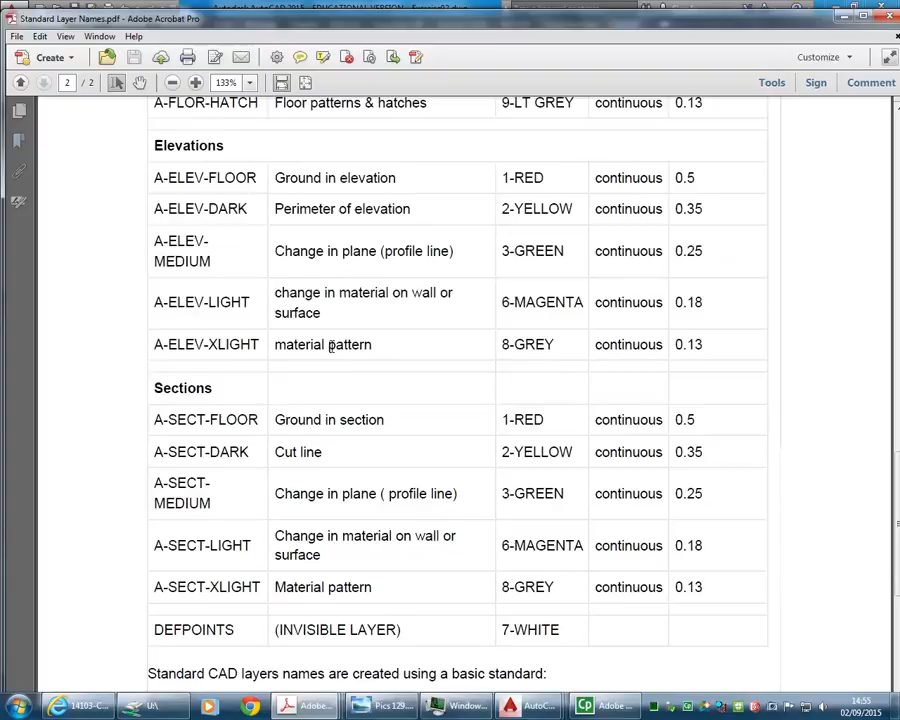 Standard Layer Names.pdf - Adobe Acrobat Pro
File Edit View Window Help
Create
Customize
2 / 2
133%
Tools Sign Comment
A-FLOR-HATCH Floor patterns & hatches 9-LT GREY continuous 0.13
Elevations
A-ELEV-FLOOR Ground in elevation 1-RED continuous 0.5
A-ELEV-DARK Perimeter of elevation 2-YELLOW continuous 0.35
A-ELEV-
MEDIUM Change in plane (profile line) 3-GREEN continuous 0.25
A-ELEV-LIGHT change in material on wall or 6-MAGENTA continuous 0.18
surface
A-ELEV-XLIGHT material pattern 8-GREY continuous 0.13
Sections
A-SECT-FLOOR Ground in section 1-RED continuous 0.5
A-SECT-DARK Cut line 2-YELLOW continuous 0.35
A-SECT-
MEDIUM Change in plane ( profile line) 3-GREEN continuous 0.25
A-SECT-LIGHT Change in material on wall or 6-MAGENTA continuous 0.18
surface
A-SECT-XLIGHT Material pattern 8-GREY continuous 0.13
DEFPOINTS (INVISIBLE LAYER) 7-WHITE
Standard CAD layers names are created using a basic standard:
14103-C... U:\ Adobe... Pics 129... Window... AutoC... Adobe ...
14:55
02/09/2015